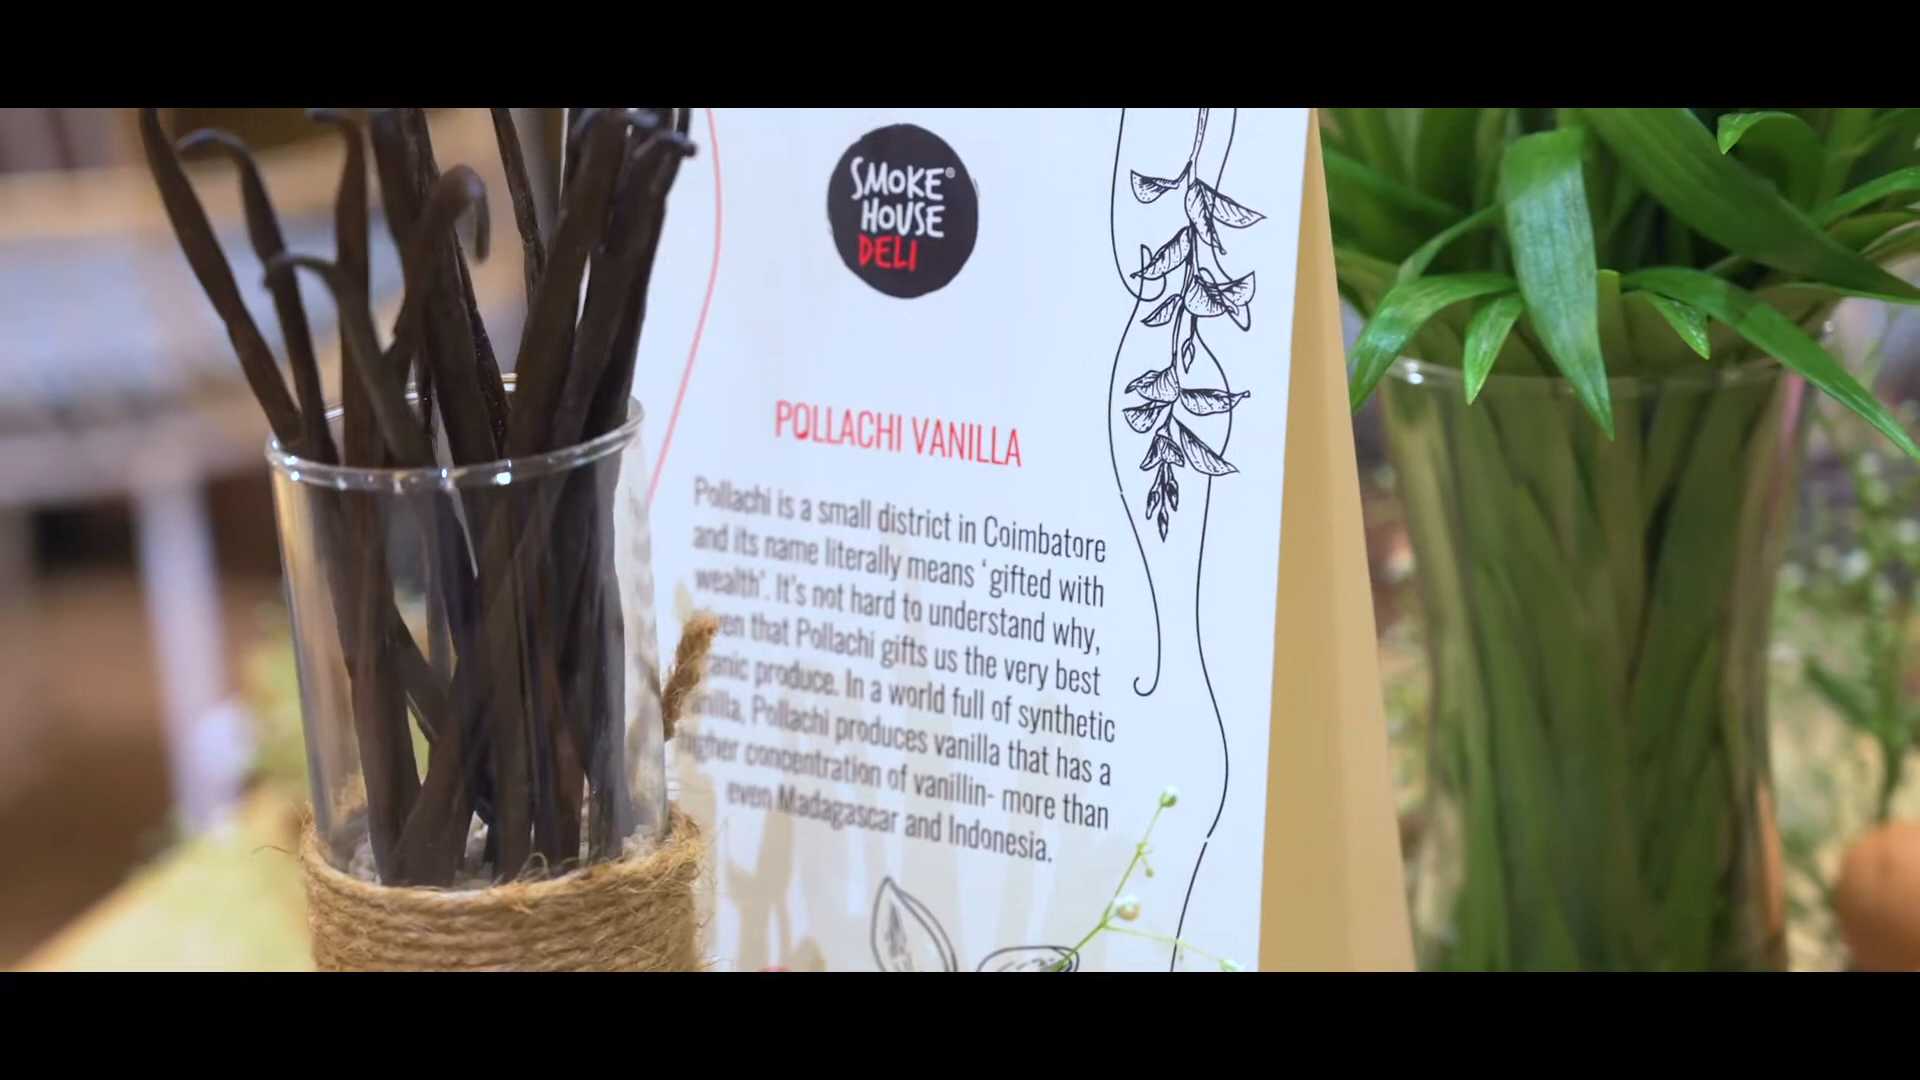 SMOKE®
HOUSE
DELI
POLLACHI VANILLA
Pollachi is a small district in Coimbatore
and its name literally means 'gifted with
wealth'. It's not hard to understand why,
that Pollachi gifts us the very best
produce. In a world full of synthetic
Pollachi produces vanilla that has a
concentration of vanillin- more than
even Madagascar and Indonesia.